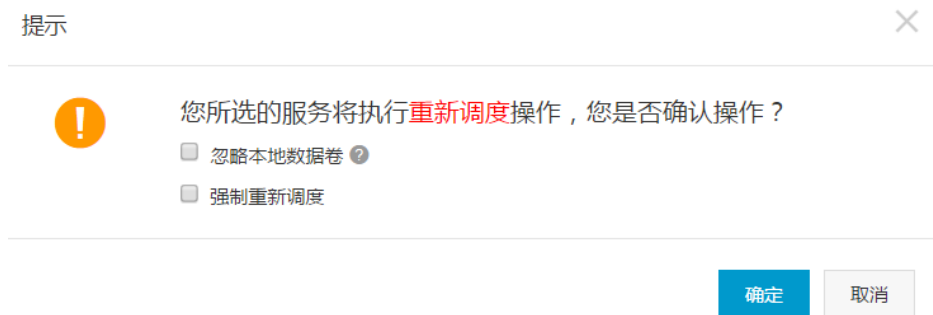 提示
您所选的服务将执行重新调度操作，您是否确认操作？
忽略本地数据卷 ?
强制重新调度
确定 取消